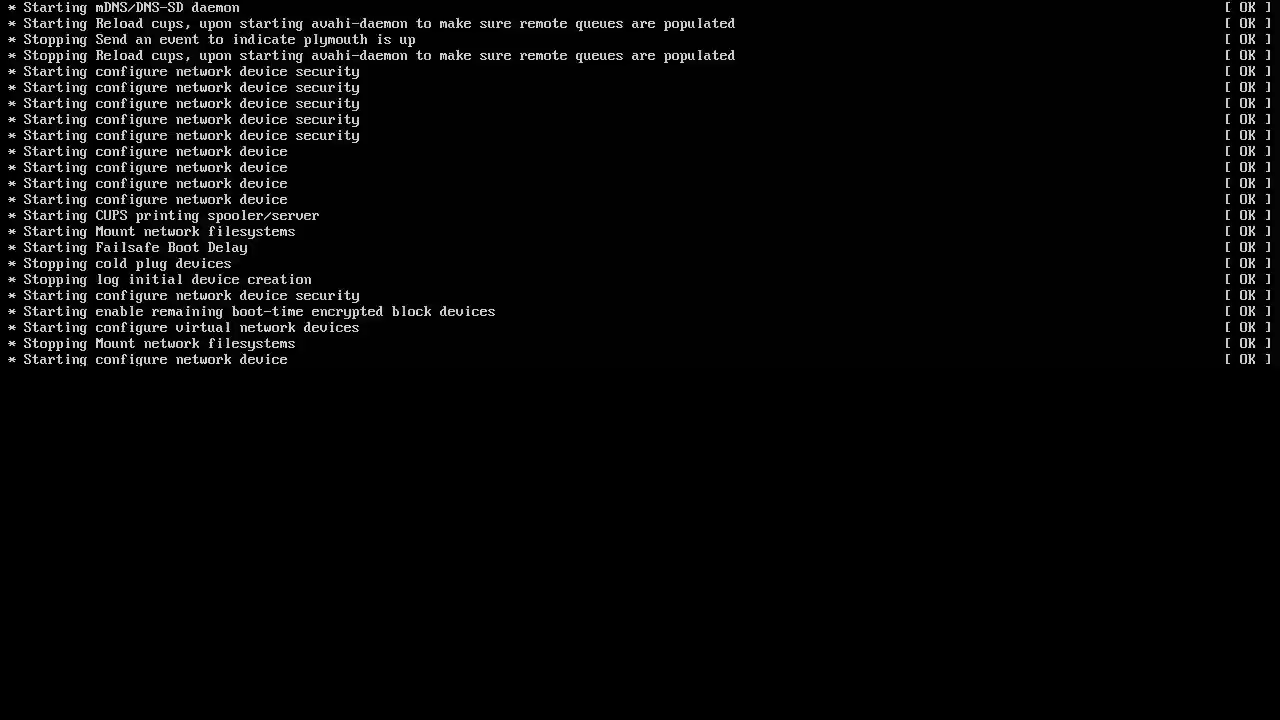 * Starting mDNS/DNS-SD daemon [ OK ]
* Starting Reload cups, upon starting avahi-daemon to make sure remote queues are populated [ OK ]
* Stopping Send an event to indicate plymouth is up [ OK ]
* Stopping Reload cups, upon starting avahi-daemon to make sure remote queues are populated [ OK ]
* Starting configure network device security [ OK ]
* Starting configure network device security [ OK ]
* Starting configure network device security [ OK ]
* Starting configure network device security [ OK ]
* Starting configure network device security [ OK ]
* Starting configure network device [ OK ]
* Starting configure network device [ OK ]
* Starting configure network device [ OK ]
* Starting configure network device [ OK ]
* Starting CUPS printing spooler/server [ OK ]
* Starting Mount network filesystems [ OK ]
* Starting Failsafe Boot Delay [ OK ]
* Stopping cold plug devices [ OK ]
* Stopping log initial device creation [ OK ]
* Starting configure network device security [ OK ]
* Starting enable remaining boot-time encrypted block devices [ OK ]
* Starting configure virtual network devices [ OK ]
* Stopping Mount network filesystems [ OK ]
* Starting configure network device [ OK ]